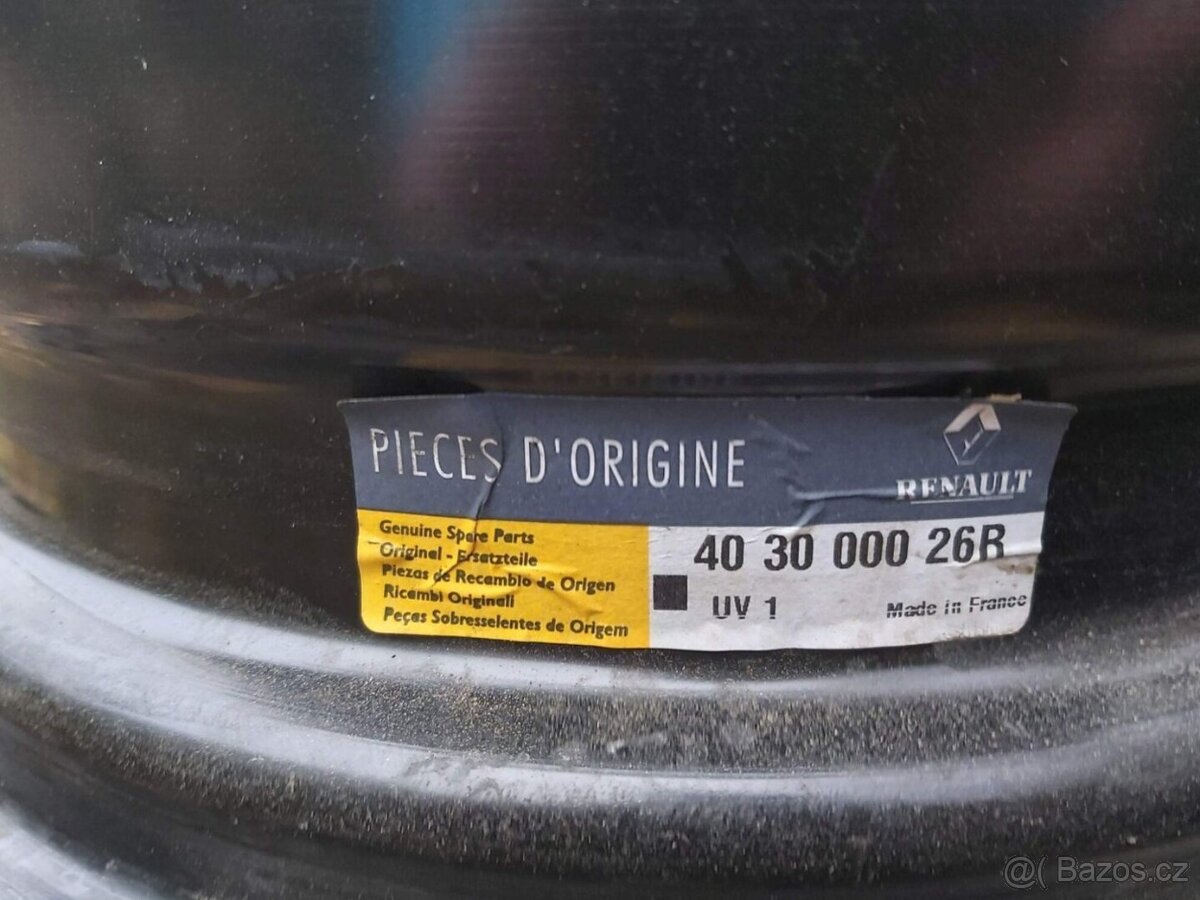 PIECES D'ORIGINE
RENAULT
Genuine Spare Parts
Original - Ersatzteile
Piezas de Recambio de Origen
Ricambi Originali
Peças Sobresselentes de Origem
40 30 000 26R
UV 1
Made in France
@( Bazos.cz